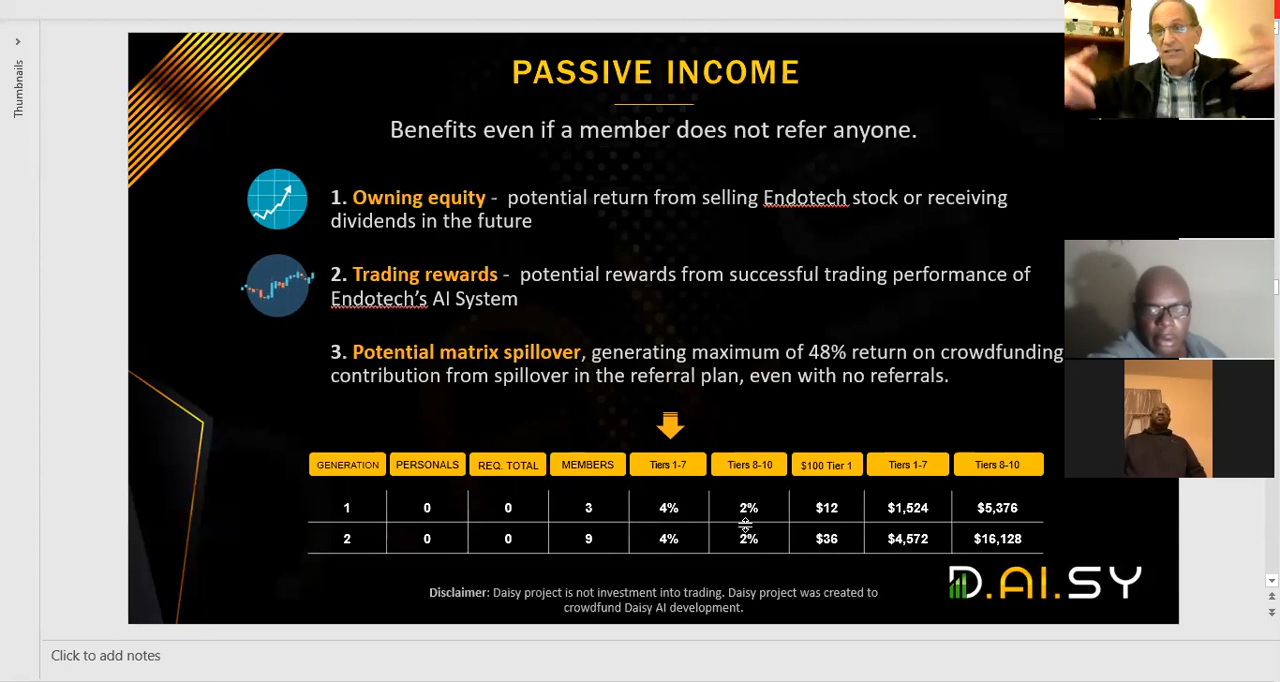 Thumbnails
PASSIVE INCOME
Benefits even if a member does not refer anyone.
1. Owning equity - potential return from selling Endotech stock or receiving
dividends in the future
2. Trading rewards - potential rewards from successful trading performance of
Endotech's AI System
3. Potential matrix spillover, generating maximum of 48% return on crowdfunding
contribution from spillover in the referral plan, even with no referrals.
GENERATION PERSONALS REQ. TOTAL MEMBERS Tiers 1-7 Tiers 8-10 $100 Tier 1 Tiers 1-7 Tiers 8-10
1 0 0 3 4% 2% $12 $1,524 $5,376
2 0 0 9 4% 2% $36 $4,572 $16,128
Disclaimer: Daisy project is not investment into trading. Daisy project was created to
crowdfund Daisy AI development.
D.AI.SY
Click to add notes